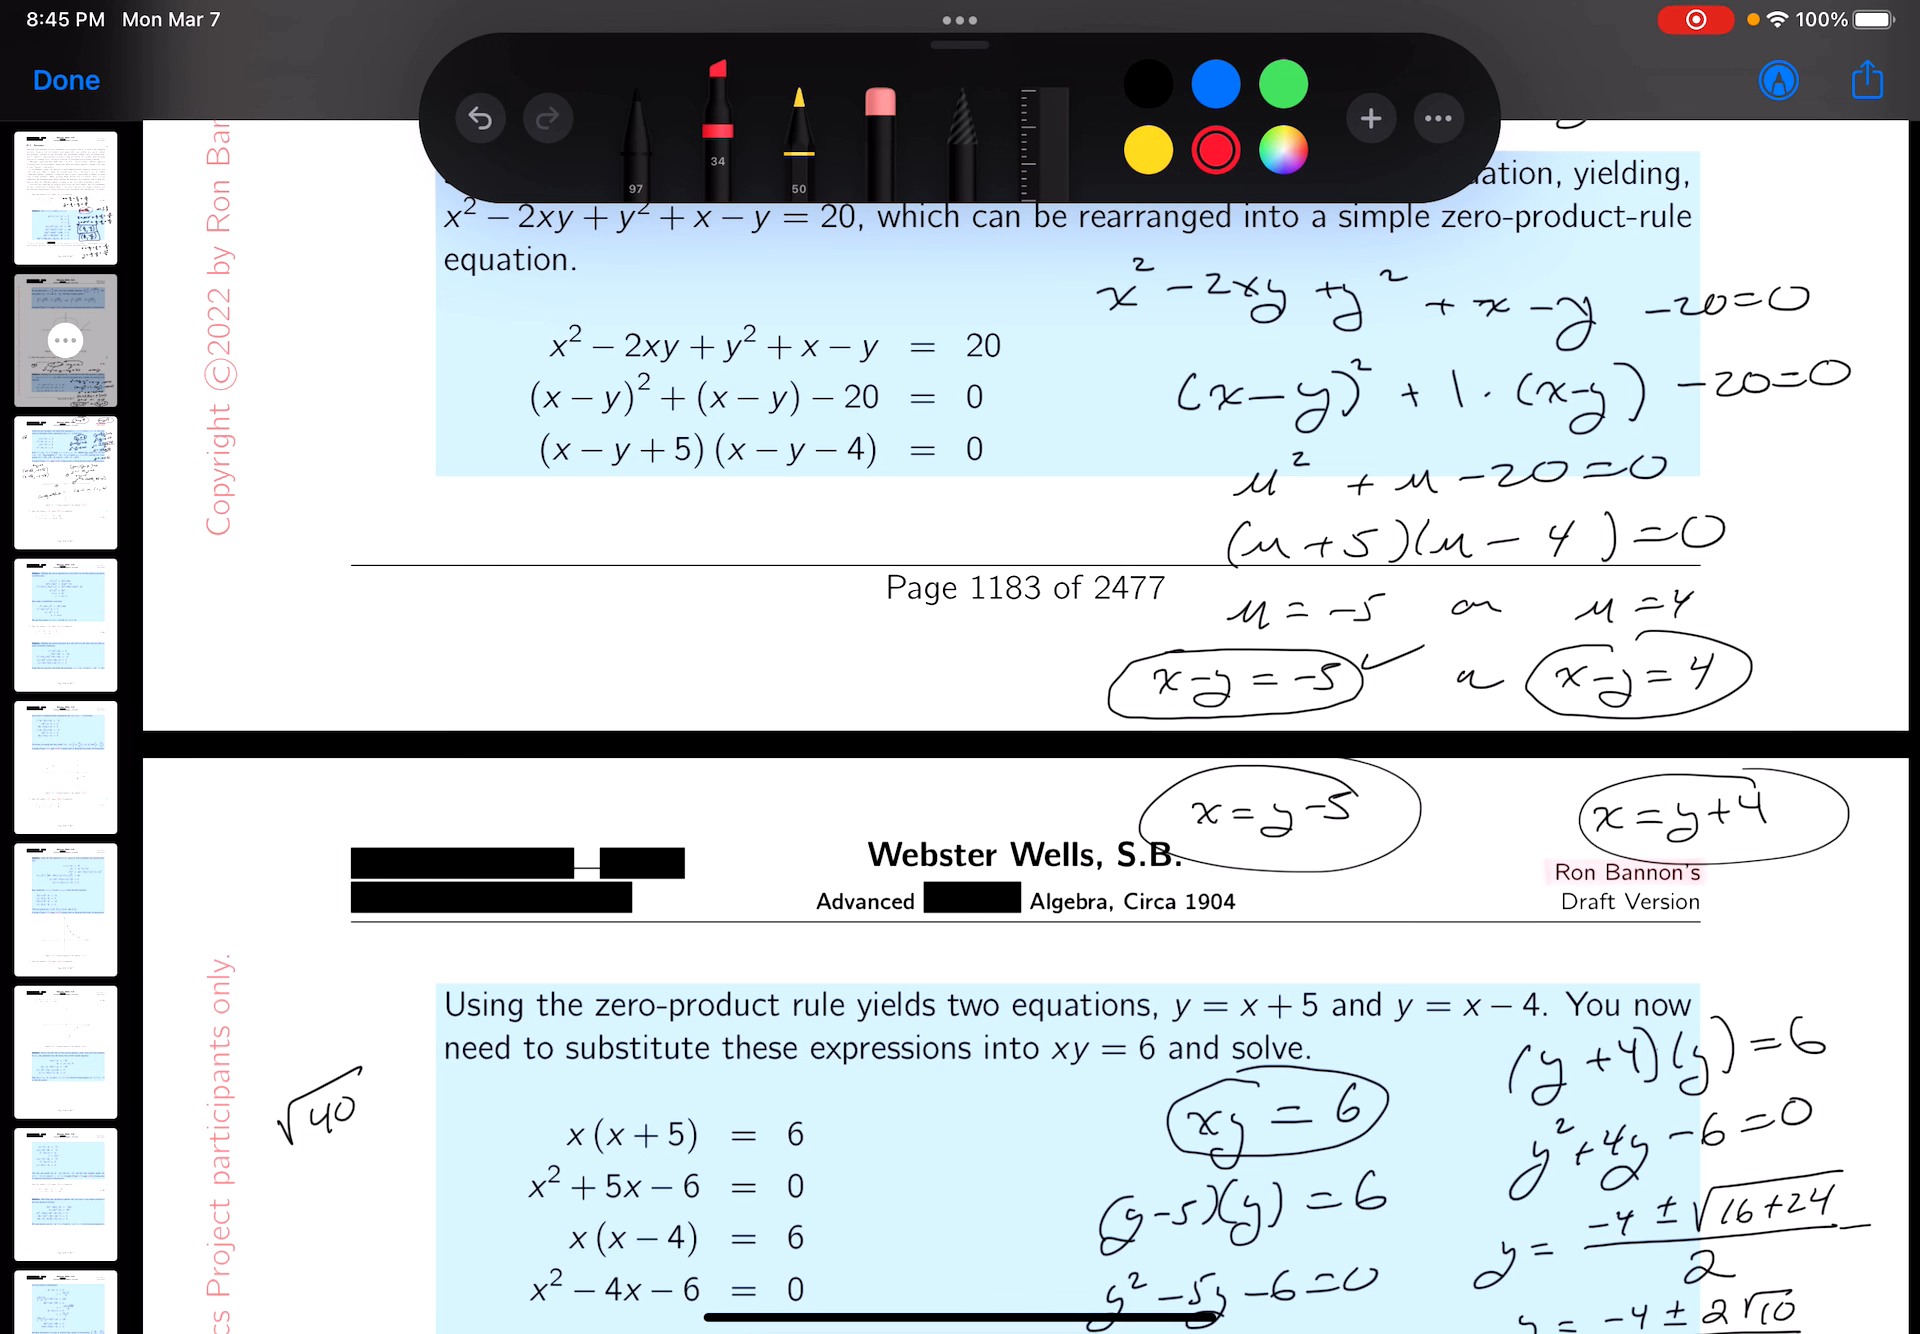 8:45 PM Mon Mar 7
100%
Done
97
34
50
ation, yielding,
x² − 2xy + y² + x − y = 20, which can be rearranged into a simple zero-product-rule
equation.
x² − 2xy + y² + x − y = 20
(x − y)² + (x − y) − 20 = 0
(x − y + 5) (x − y − 4) = 0
x² − 2xy + y² + x − y − 20 = 0
(x − y)² + 1 · (x − y) − 20 = 0
u² + u − 20 = 0
(u + 5)(u − 4) = 0
u = −5 or u = 4
x − y = −5 ✓ or x − y = 4
Page 1183 of 2477
Copyright ©2022 by Ron Bar
x = y − 5
x = y + 4
Webster Wells, S.B.
Advanced Algebra, Circa 1904
Ron Bannon's
Draft Version
cs Project participants only.
Using the zero-product rule yields two equations, y = x + 5 and y = x − 4. You now
need to substitute these expressions into xy = 6 and solve.
√40
x (x + 5) = 6
x² + 5x − 6 = 0
x (x − 4) = 6
x² − 4x − 6 = 0
xy = 6
(y − 5)(y) = 6
y² − 5y − 6 = 0
(y + 4)(y) = 6
y² + 4y − 6 = 0
y = −4 ± √16 + 24 / 2
y = −4 ± 2√10